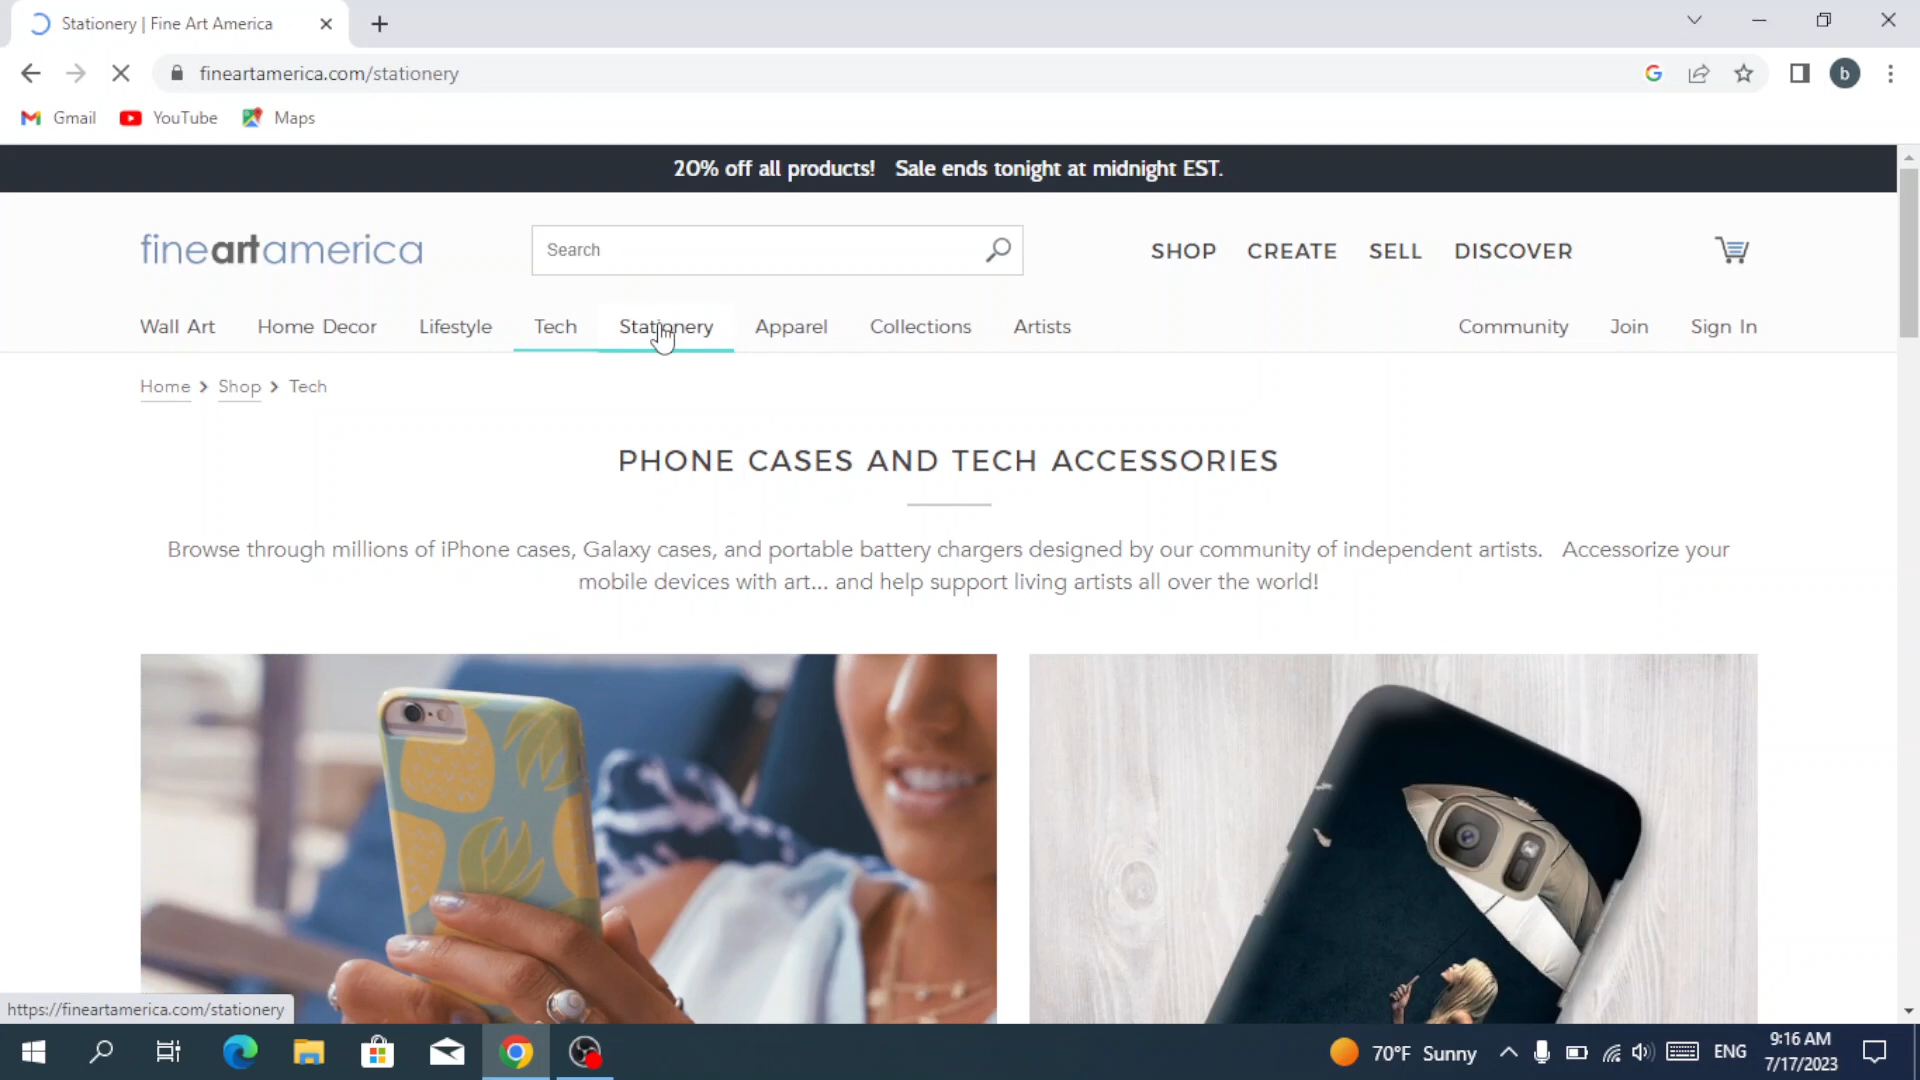 Stationery | Fine Art America
fineartamerica.com/stationery
b
Gmail YouTube Maps
20% off all products! Sale ends tonight at midnight EST.
fineartamerica Search SHOP CREATE SELL DISCOVER
Wall Art Home Decor Lifestyle Tech Stationery Apparel Collections Artists Community Join Sign In
Home > Shop > Tech
PHONE CASES AND TECH ACCESSORIES
Browse through millions of iPhone cases, Galaxy cases, and portable battery chargers designed by our community of independent artists. Accessorize your
mobile devices with art... and help support living artists all over the world!
https://fineartamerica.com/stationery
70°F Sunny ENG 9:16 AM
7/17/2023